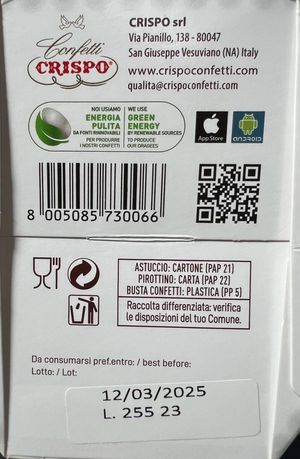 Confetti
CRISPO®
CRISPO srl
Via Pianillo, 138 - 80047
San Giuseppe Vesuviano (NA) Italy
www.crispoconfetti.com
qualita@crispoconfetti.com
NOI USIAMO
ENERGIA
PULITA
DA FONTI RINNOVABILI
PER PRODURRE
I NOSTRI CONFETTI
WE USE
GREEN
ENERGY
BY RENEWABLE SOURCES
TO PRODUCE
OUR DRAGEES
App Store
ANDROID
8 005085 730066
ASTUCCIO: CARTONE (PAP 21)
PIROTTINO: CARTA (PAP 22)
BUSTA CONFETTI: PLASTICA (PP 5)
Raccolta differenziata: verifica
le disposizioni del tuo Comune.
Da consumarsi pref.entro: / best before:
Lotto: / Lot:
12/03/2025
L. 255 23